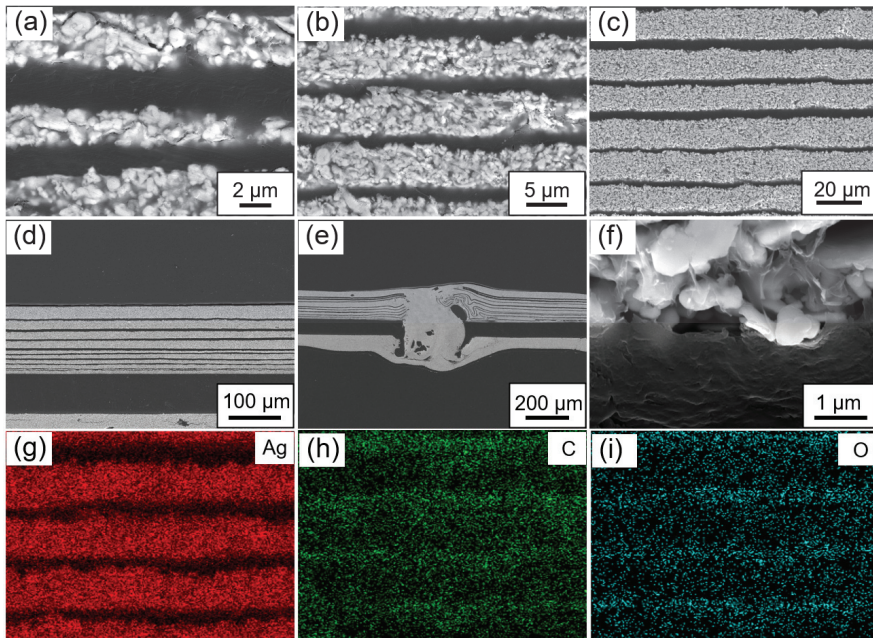 (a)
2 µm
(b)
5 µm
(c)
20 µm
(d)
100 µm
(e)
200 µm
(f)
1 µm
(g)
Ag
(h)
C
(i)
O